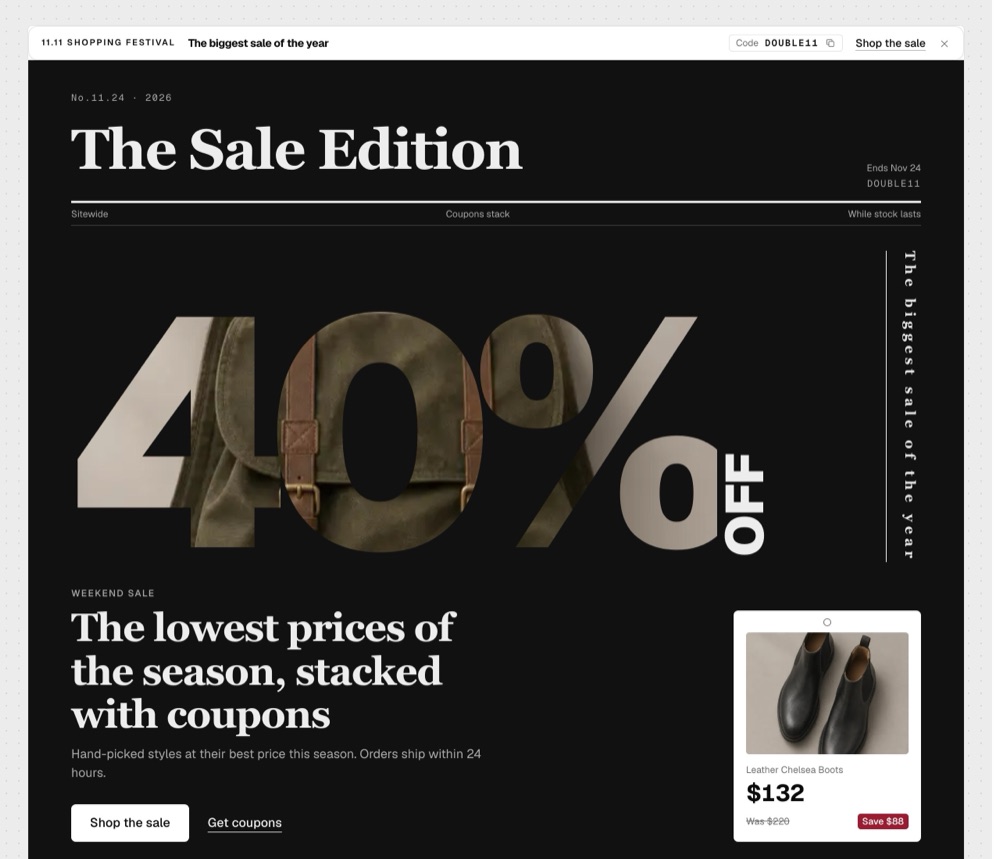 11.11 SHOPPING FESTIVAL The biggest sale of the year Code DOUBLE11 Shop the sale
No.11.24 · 2026
The Sale Edition
Ends Nov 24
DOUBLE11
Sitewide Coupons stack While stock lasts
40% OFF
The biggest sale of the year
WEEKEND SALE
The lowest prices of
the season, stacked
with coupons
Hand-picked styles at their best price this season. Orders ship within 24
hours.
Shop the sale Get coupons
Leather Chelsea Boots
$132
Was $220 Save $88